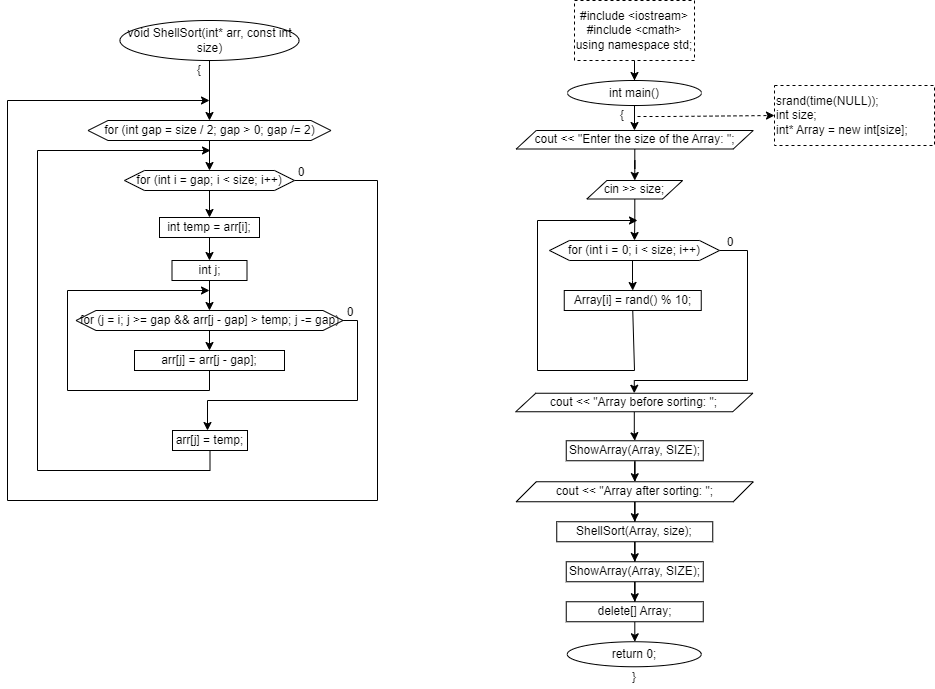 void ShellSort(int* arr, const int
size)
{
for (int gap = size / 2; gap > 0; gap /= 2)
for (int i = gap; i < size; i++)
0
int temp = arr[i];
int j;
for (j = i; j >= gap && arr[j - gap] > temp; j -= gap)
0
arr[j] = arr[j - gap];
arr[j] = temp;
#include <iostream>
#include <cmath>
using namespace std;
int main()
{
srand(time(NULL));
int size;
int* Array = new int[size];
cout << "Enter the size of the Array: ";
cin >> size;
for (int i = 0; i < size; i++)
0
Array[i] = rand() % 10;
cout << "Array before sorting: ";
ShowArray(Array, SIZE);
cout << "Array after sorting: ";
ShellSort(Array, size);
ShowArray(Array, SIZE);
delete[] Array;
return 0;
}